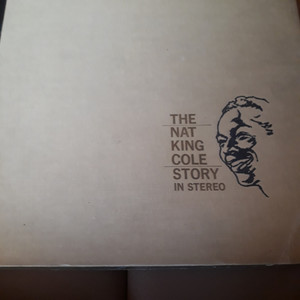 THE
NAT
KING
COLE
STORY
IN STEREO